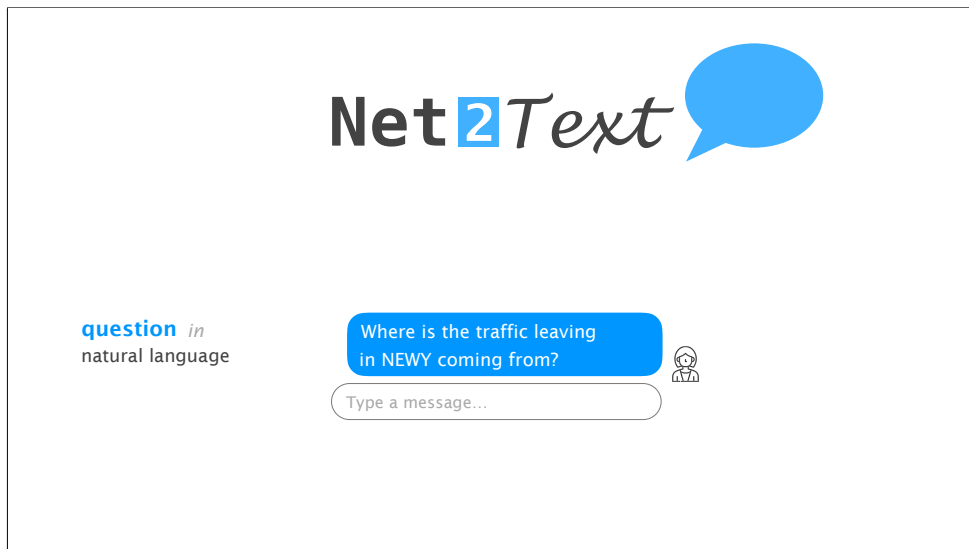 Net2Text
question in
natural language
Where is the traffic leaving
in NEWY coming from?
Type a message...